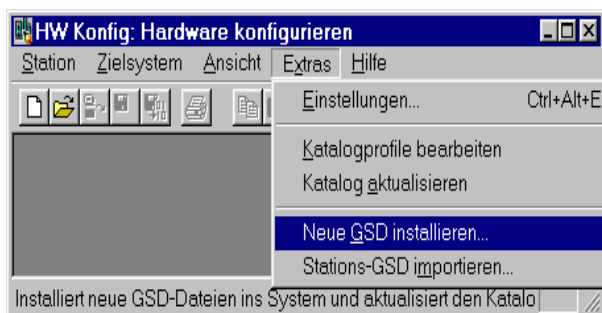 HW Konfig: Hardware konfigurieren
Station Zielsystem Ansicht Extras Hilfe
Einstellungen... Ctrl+Alt+E
Katalogprofile bearbeiten
Katalog aktualisieren
Neue GSD installieren...
Stations-GSD importieren...
Installiert neue GSD-Dateien ins System und aktualisiert den Katalo